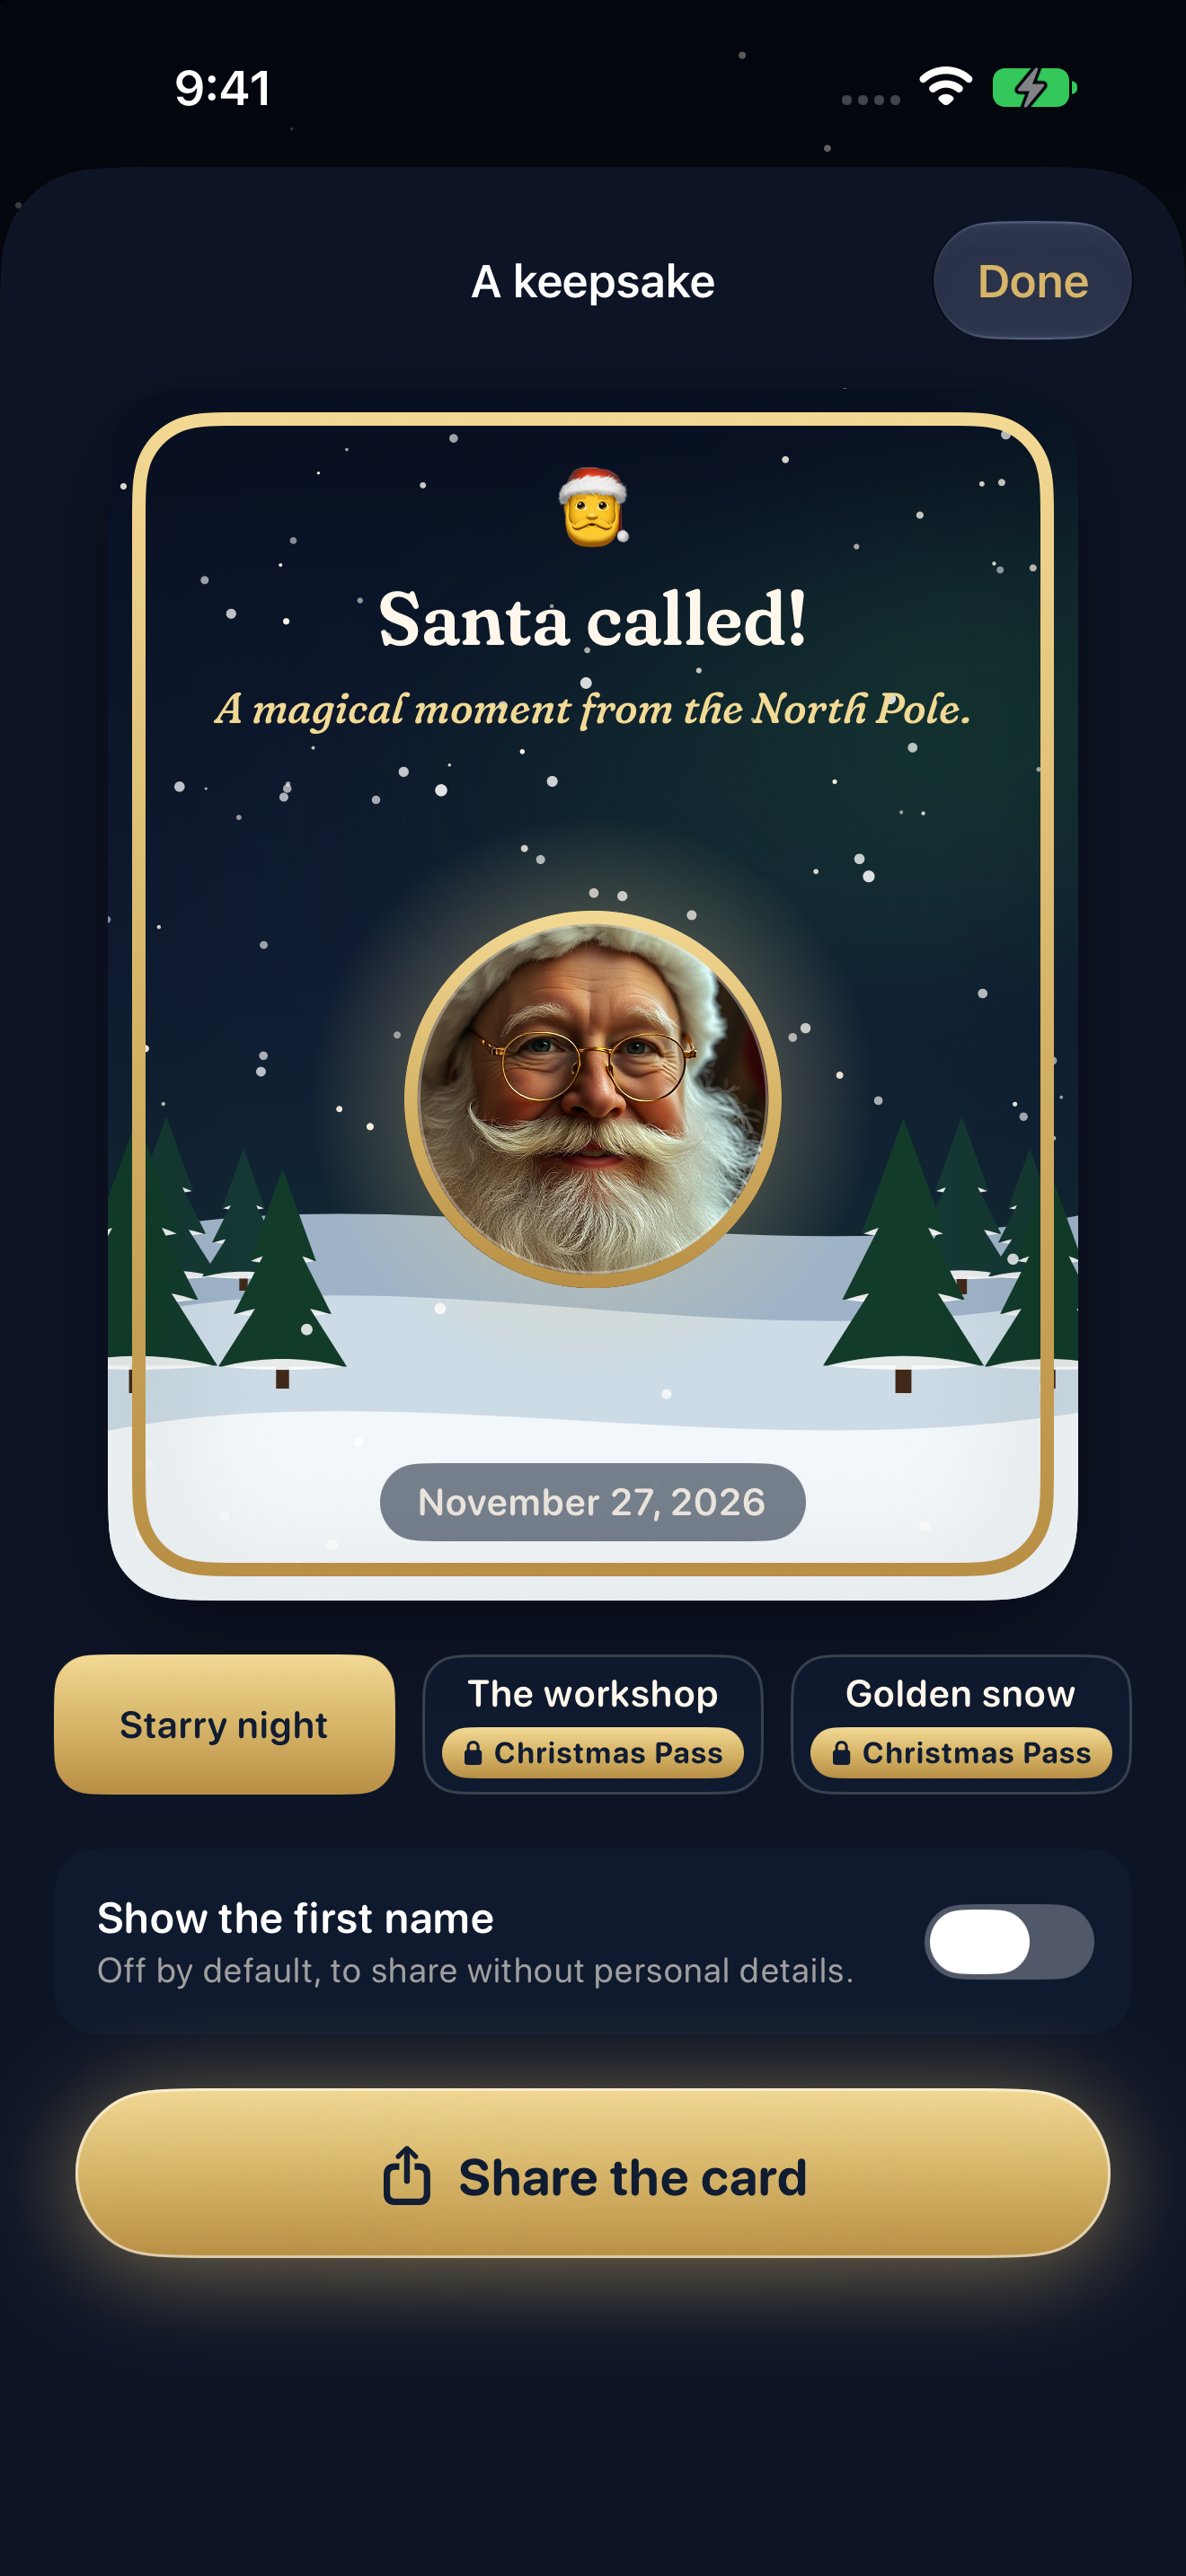 9:41
A keepsake
Done
Santa called!
A magical moment from the North Pole.
November 27, 2026
Starry night
The workshop
Christmas Pass
Golden snow
Christmas Pass
Show the first name
Off by default, to share without personal details.
Share the card